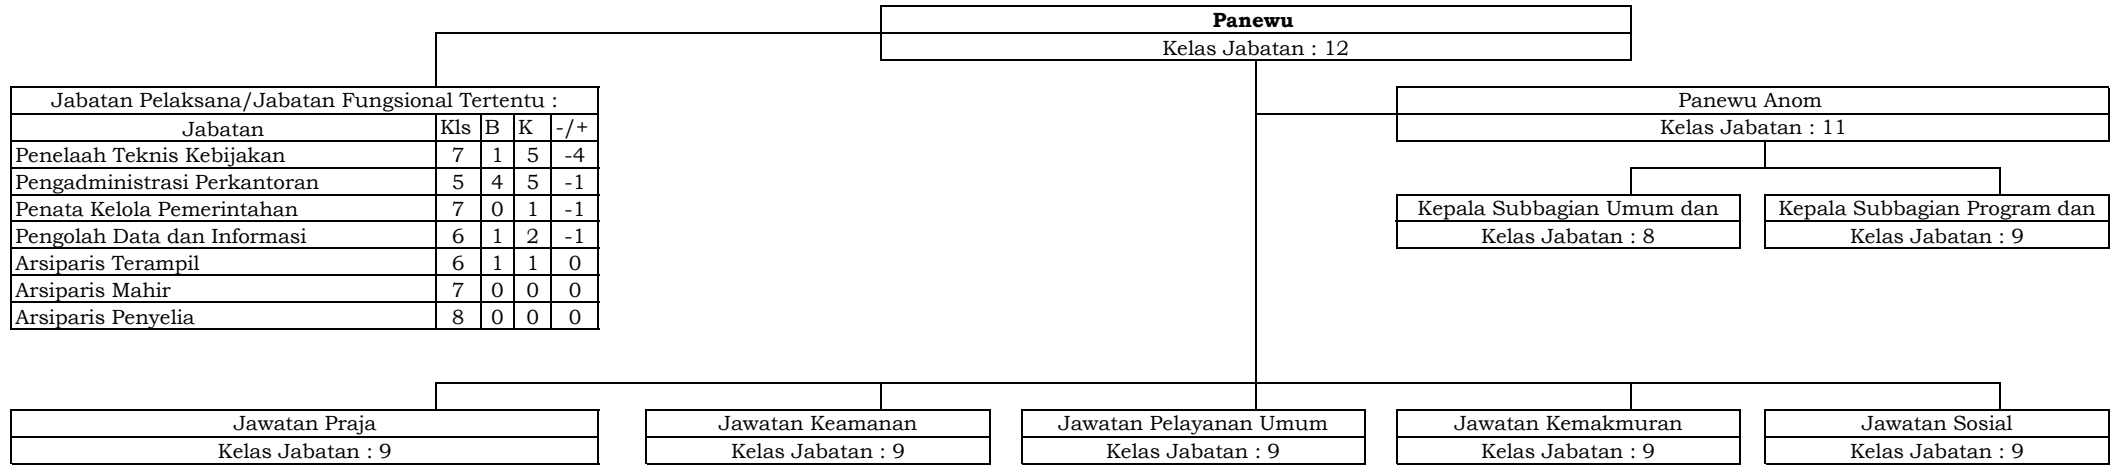 Panewu
Kelas Jabatan : 12
Jabatan Pelaksana/Jabatan Fungsional Tertentu :
Jabatan Kls B K -/+
Penelaah Teknis Kebijakan 7 1 5 -4
Pengadministrasi Perkantoran 5 4 5 -1
Penata Kelola Pemerintahan 7 0 1 -1
Pengolah Data dan Informasi 6 1 2 -1
Arsiparis Terampil 6 1 1 0
Arsiparis Mahir 7 0 0 0
Arsiparis Penyelia 8 0 0 0
Panewu Anom
Kelas Jabatan : 11
Kepala Subbagian Umum dan
Kelas Jabatan : 8
Kepala Subbagian Program dan
Kelas Jabatan : 9
Jawatan Praja
Kelas Jabatan : 9
Jawatan Keamanan
Kelas Jabatan : 9
Jawatan Pelayanan Umum
Kelas Jabatan : 9
Jawatan Kemakmuran
Kelas Jabatan : 9
Jawatan Sosial
Kelas Jabatan : 9